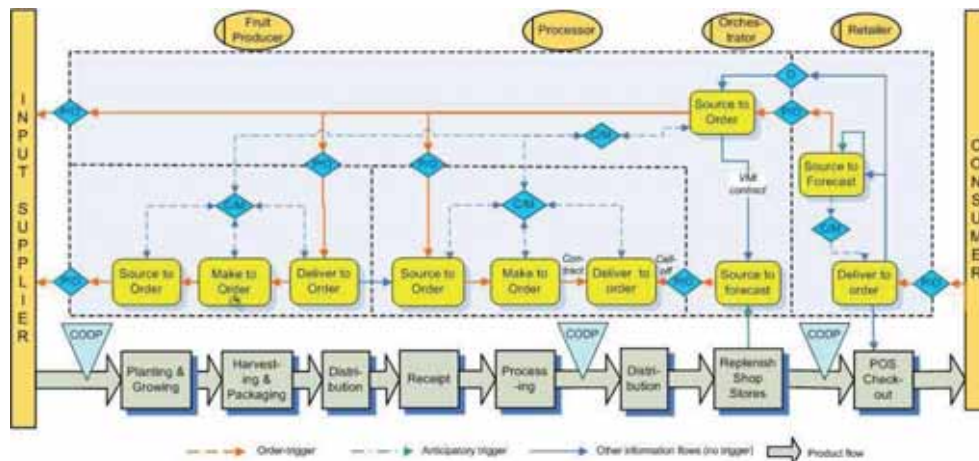 Fruit
Producer
Processor
Orches-
trator
Retailer
INPUT SUPPLIER
CONSUMER
P/O
D
Source to
Order
P/O
C/M
P/O
P/O
Source to
Forecast
VMI
contract
C/M
C/M
C/M
P/O
Source to
Order
Make to
Order
Deliver to
Order
Source to
Order
Make to
Order
Con-
tract
Deliver to
order
Call-
off
P/O
Source to
forecast
Deliver to
order
P/O
CODP
CODP
CODP
Planting &
Growing
Harvest-
ing &
Packaging
Distri-
bution
Receipt
Process
-ing
Distri-
bution
Replenish
Shop
Stores
POS
Check-
out
Order-trigger
Anticipatory trigger
Other information flows (no trigger)
Product flow